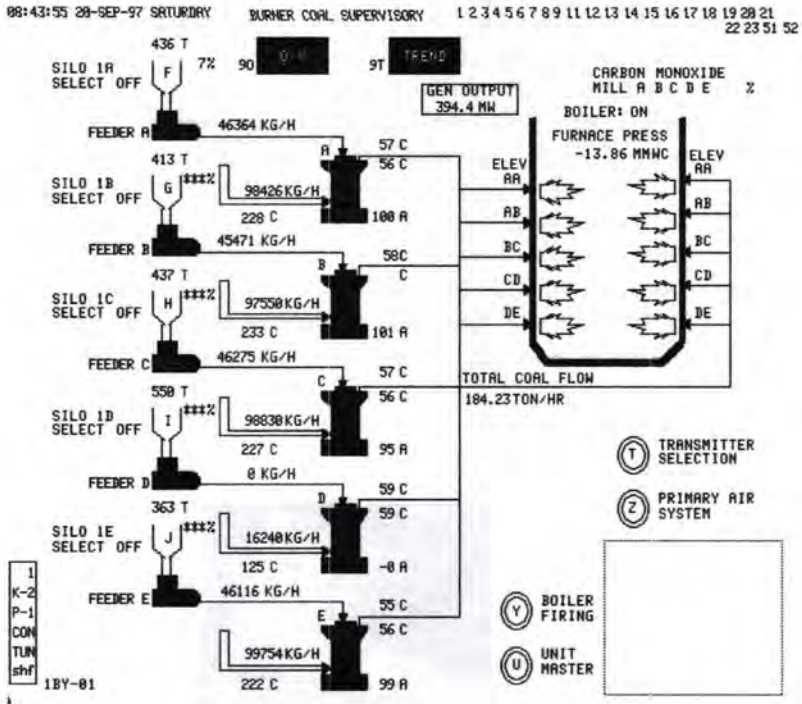 08:43:55 20-SEP-97 SATURDAY BURNER COAL SUPERVISORY 1 2 3 4 5 6 7 8 9 11 12 13 14 15 16 17 18 19 20 21
22 23 51 52
436 T
7%
90
9T TREND
SILO 1A
SELECT OFF
F
GEN OUTPUT
394.4 MW
CARBON MONOXIDE
MILL A B C D E %
BOILER: ON
FURNACE PRESS
-13.86 MMWC
FEEDER A
46364 KG/H
A
57 C
56 C
98426KG/H
228 C
100 A
413 T
SILO 1B
SELECT OFF
G
***%
FEEDER B
45471 KG/H
B
58C
C
97550KG/H
233 C
101 A
437 T
SILO 1C
SELECT OFF
H
***%
FEEDER C
46275 KG/H
C
57 C
56 C
98830KG/H
227 C
95 A
550 T
SILO 1D
SELECT OFF
I
***%
FEEDER D
0 KG/H
D
59 C
59 C
16240KG/H
125 C
-0 A
363 T
SILO 1E
SELECT OFF
J
***%
FEEDER E
46116 KG/H
E
55 C
56 C
99754KG/H
222 C
99 A
ELEV
AA
AB
BC
CD
DE
ELEV
AA
AB
BC
CD
DE
TOTAL COAL FLOW
184.23TON/HR
T TRANSMITTER
SELECTION
Z PRIMARY AIR
SYSTEM
Y BOILER
FIRING
U UNIT
MASTER
1
K-2
P-1
CON
TUN
shf
1BY-01